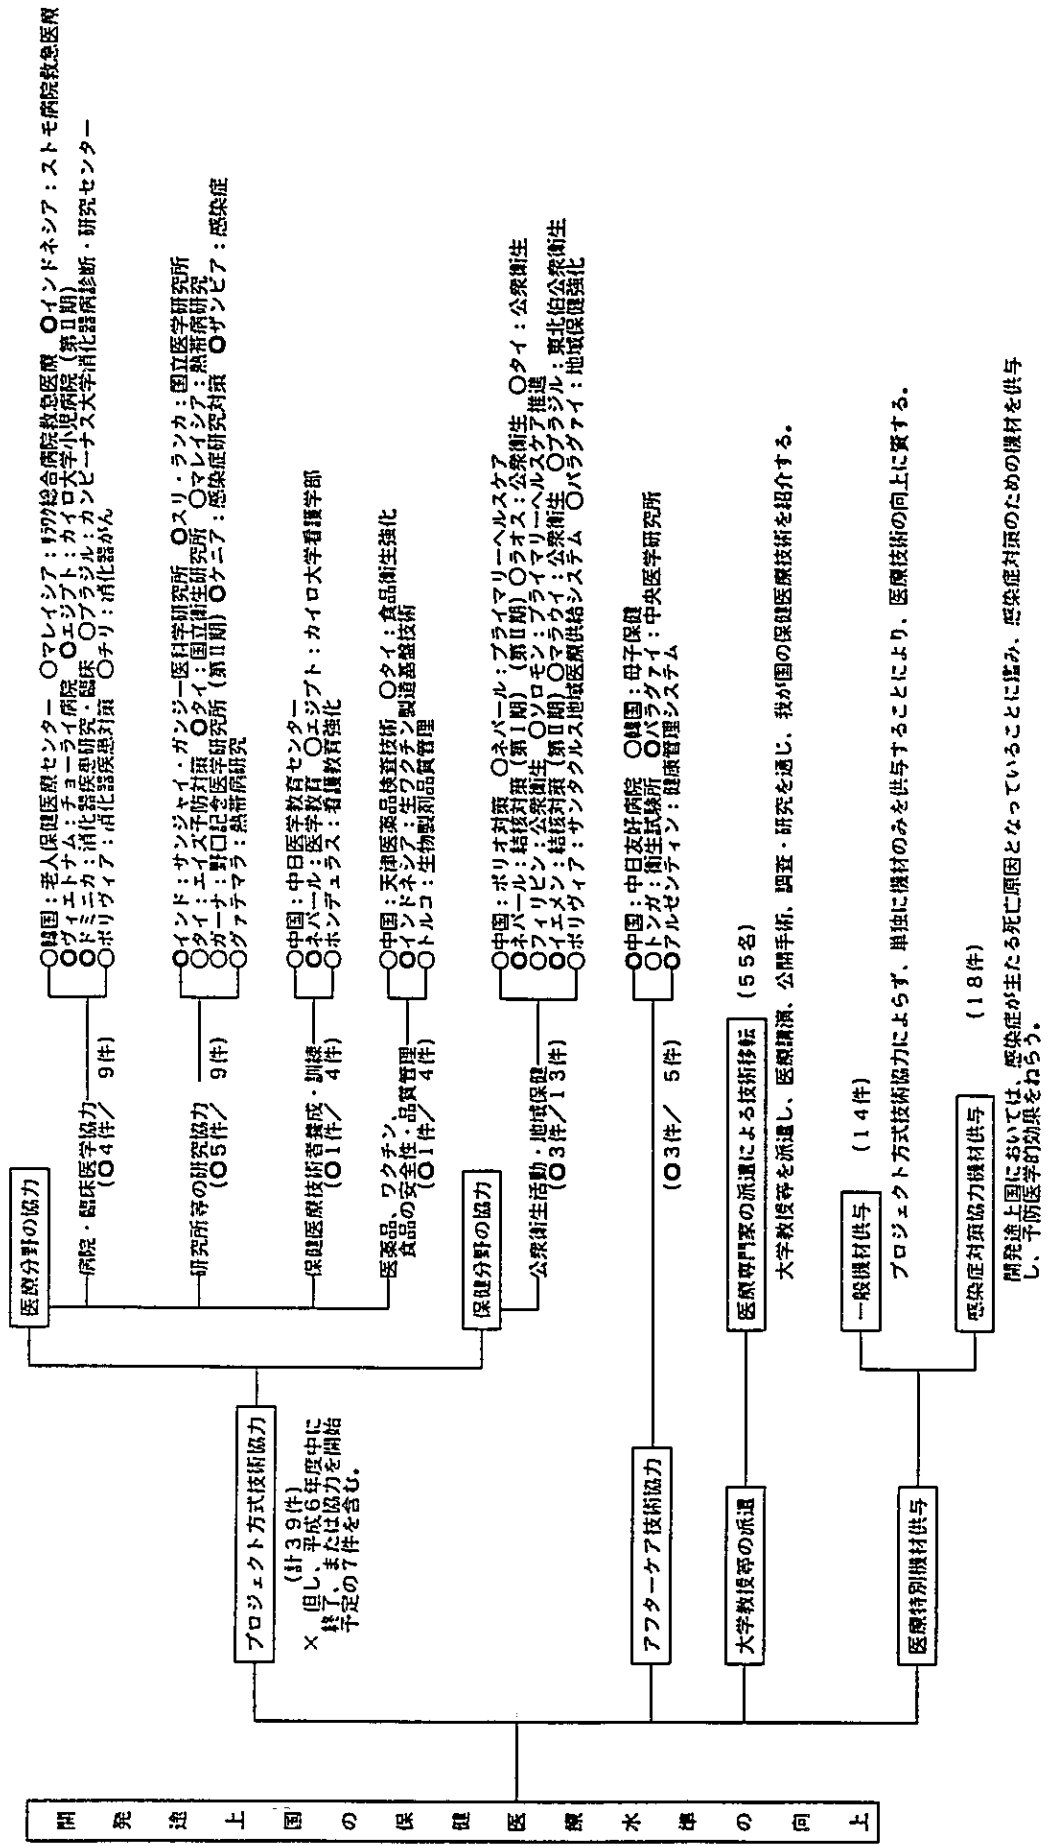 開発途上国の保健医療水準の向上
プロジェクト方式技術協力
(計39件)
× 但し、平成6年度中に
終了、または協力を開始
予定の7件を含む。
医療分野の協力
病院・臨床医学協力
(○4件/ 9件)
○韓国:老人保健医療センター ○マレイシア:サラワク総合病院救急医療 ○インドネシア:ストモ病院救急医療
○ヴィエトナム:チョーライ病院 ○エジプト:カイロ大学小児病院(第Ⅱ期)
○ドミニカ:消化器疾患研究・臨床 ○ブラジル:カンピーナス大学消化器病診断・研究センター
○ボリヴィア:消化器疾患対策 ○チリ:消化器がん
研究所等の研究協力
(○5件/ 9件)
○インド:サンジャイ・ガンジー医科学研究所 ○スリ・ランカ:国立医学研究所
○タイ:エイズ予防対策 ○タイ:国立衛生研究所 ○マレイシア:熱帯病研究
○ガーナ:野口記念医学研究所(第Ⅱ期) ○ケニア:感染症研究対策 ○ザンビア:感染症
○グァテマラ:熱帯病研究
保健医療技術者養成・訓練
(○1件/ 4件)
○中国:中日医学教育センター
○ネパール:医学教育 ○エジプト:カイロ大学看護学部
○ホンデュラス:看護教育強化
医薬品、ワクチン、
食品の安全性・品質管理
(○1件/ 4件)
○中国:天津医薬品検査技術 ○タイ:食品衛生強化
○インドネシア:生ワクチン製造基盤技術
○トルコ:生物製剤品質管理
保健分野の協力
公衆衛生活動・地域保健
(○3件/13件)
○中国:ポリオ対策 ○ネパール:プライマリーヘルスケア
○ネパール:結核対策(第Ⅰ期)(第Ⅱ期) ○ラオス:公衆衛生 ○タイ:公衆衛生
○フィリピン:公衆衛生 ○ソロモン:プライマリーヘルスケア推進
○イエメン:結核対策(第Ⅱ期) ○マラウイ:公衆衛生 ○ブラジル:東北伯公衆衛生
○ボリヴィア:サンタクルス地域医療供給システム ○パラグァイ:地域保健強化
アフターケア技術協力
(○3件/ 5件)
○中国:中日友好病院 ○韓国:母子保健
○トンガ:衛生試験所 ○パラグァイ:中央医学研究所
○アルゼンティン:健康管理システム
大学教授等の派遣
医療専門家の派遣による技術移転 (55名)
大学教授等を派遣し、医療講演、公開手術、調査・研究を通し、我が国の保健医療技術を紹介する。
医療特別機材供与
一般機材供与 (14件)
プロジェクト方式技術協力によらず、単独に機材のみを供与することにより、医療技術の向上に資する。
感染症対策協力機材供与 (18件)
開発途上国においては、感染症が主たる死亡原因となっていることに鑑み、感染症対策のための機材を供与
し、予防医学的効果をねらう。